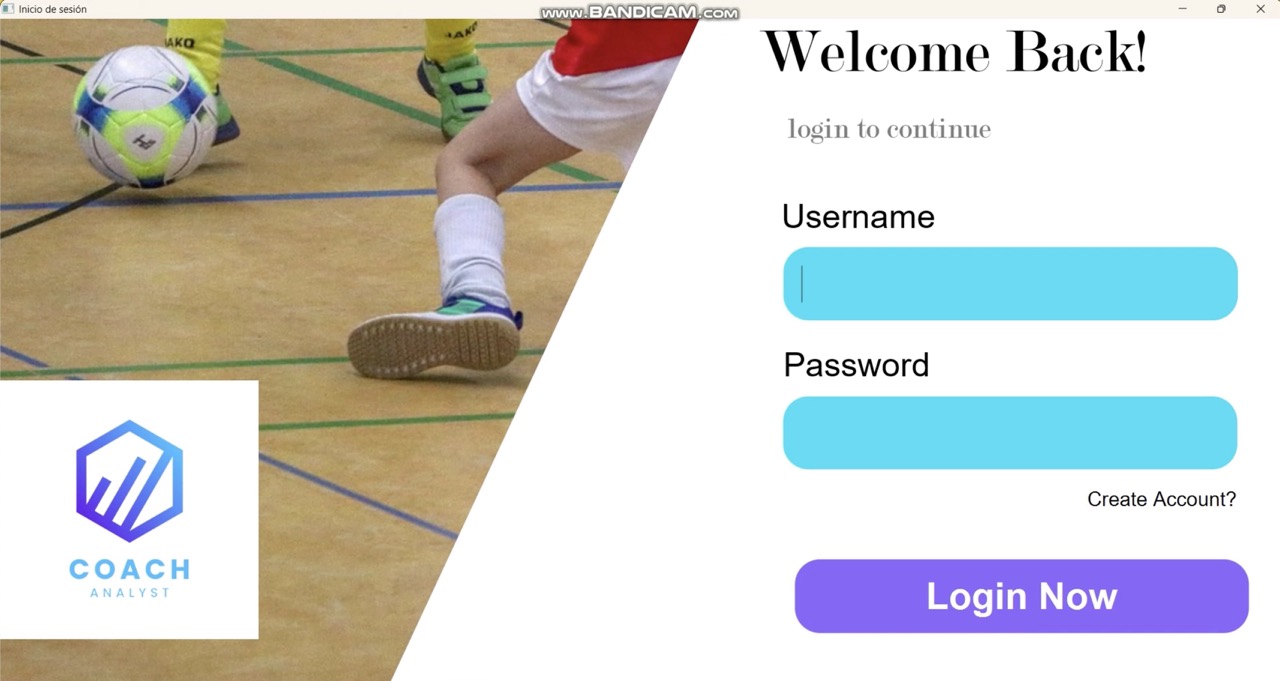 Inicio de sesión
www.BANDICAM.com
JAKO
JAKO
Welcome Back!
login to continue
Username
Password
Create Account?
Login Now
COACH
ANALYST